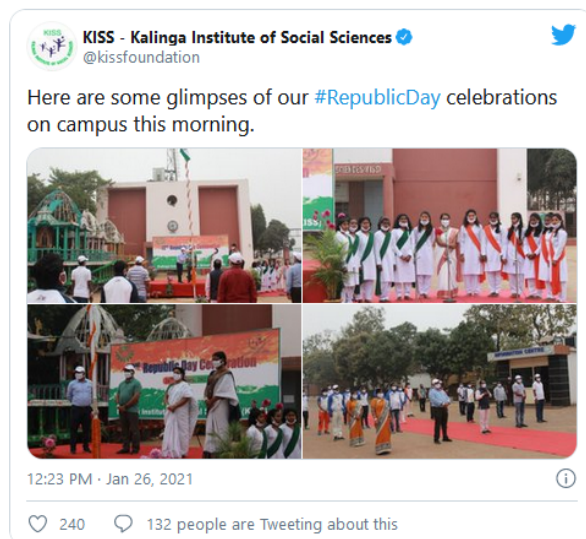 KISS
KISS - Kalinga Institute of Social Sciences
@kissfoundation
Here are some glimpses of our #RepublicDay celebrations
on campus this morning.
Republic Day Celebration
INFORMATION CENTRE
12:23 PM · Jan 26, 2021
240
132 people are Tweeting about this